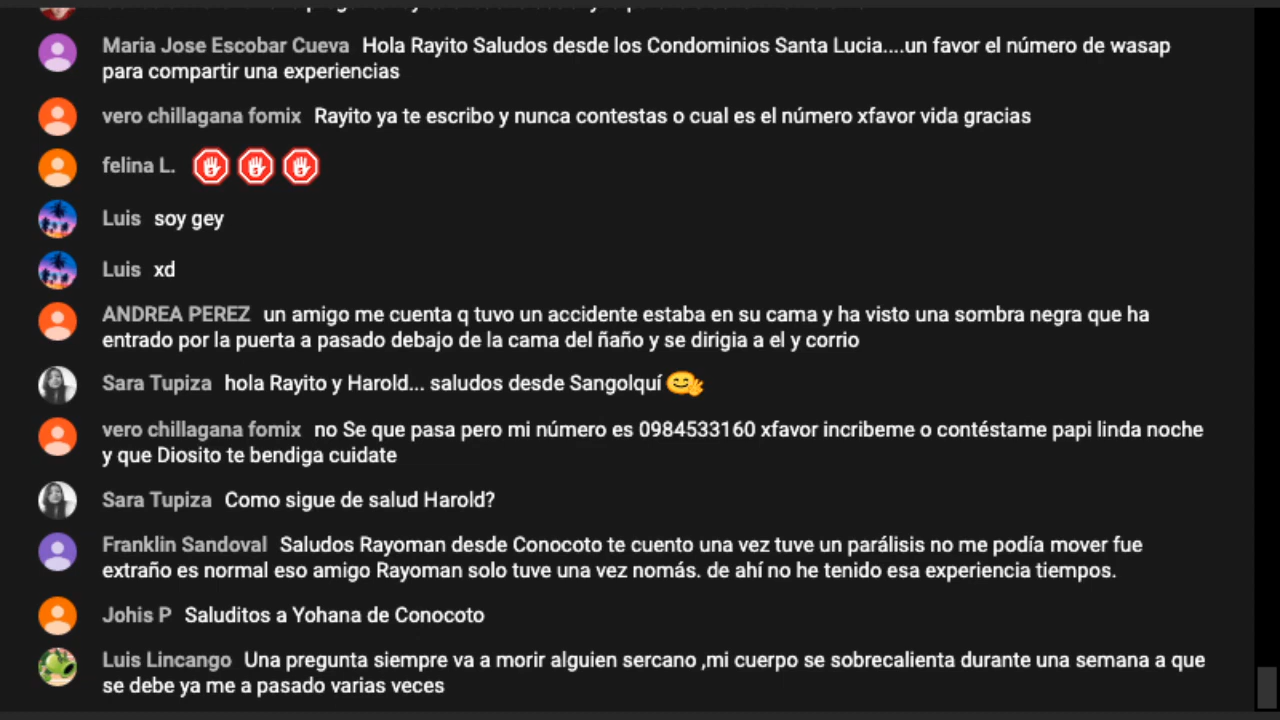 Maria Jose Escobar Cueva Hola Rayito Saludos desde los Condominios Santa Lucia....un favor el número de wasap
para compartir una experiencias
vero chillagana fomix Rayito ya te escribo y nunca contestas o cual es el número xfavor vida gracias
felina L.
Luis soy gey
Luis xd
ANDREA PEREZ un amigo me cuenta q tuvo un accidente estaba en su cama y ha visto una sombra negra que ha
entrado por la puerta a pasado debajo de la cama del ñaño y se dirigia a el y corrio
Sara Tupiza hola Rayito y Harold... saludos desde Sangolquí 😊👋
vero chillagana fomix no Se que pasa pero mi número es 0984533160 xfavor incribeme o contéstame papi linda noche
y que Diosito te bendiga cuidate
Sara Tupiza Como sigue de salud Harold?
Franklin Sandoval Saludos Rayoman desde Conocoto te cuento una vez tuve un parálisis no me podía mover fue
extraño es normal eso amigo Rayoman solo tuve una vez nomás. de ahí no he tenido esa experiencia tiempos.
Johis P Saluditos a Yohana de Conocoto
Luis Lincango Una pregunta siempre va a morir alguien sercano ,mi cuerpo se sobrecalienta durante una semana a que
se debe ya me a pasado varias veces